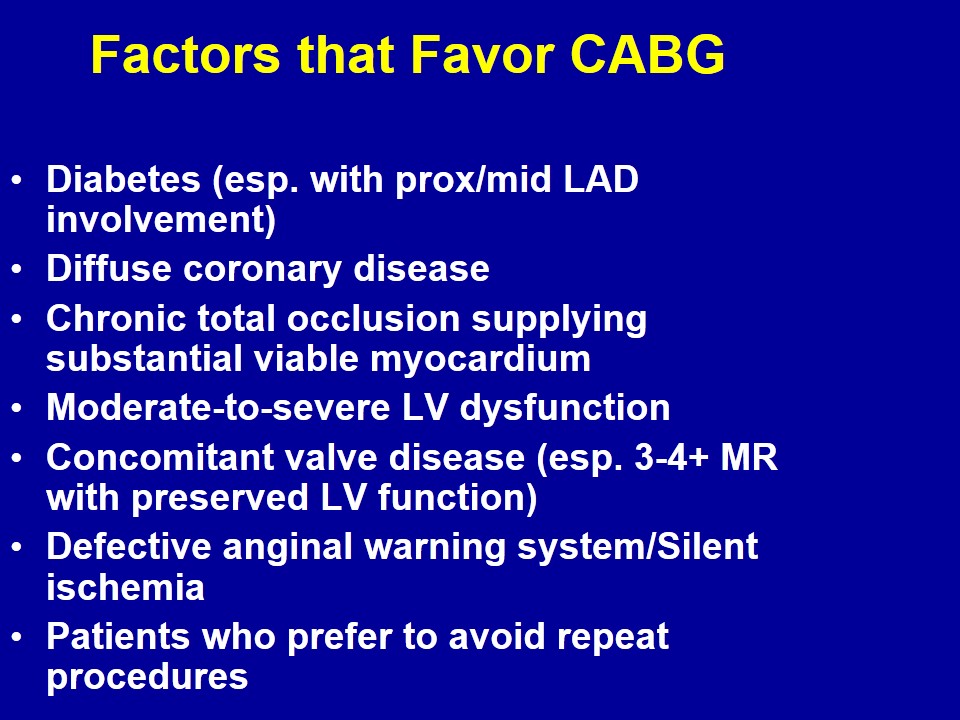 Factors that Favor CABG
• Diabetes (esp. with prox/mid LAD
involvement)
• Diffuse coronary disease
• Chronic total occlusion supplying
substantial viable myocardium
• Moderate-to-severe LV dysfunction
• Concomitant valve disease (esp. 3-4+ MR
with preserved LV function)
• Defective anginal warning system/Silent
ischemia
• Patients who prefer to avoid repeat
procedures